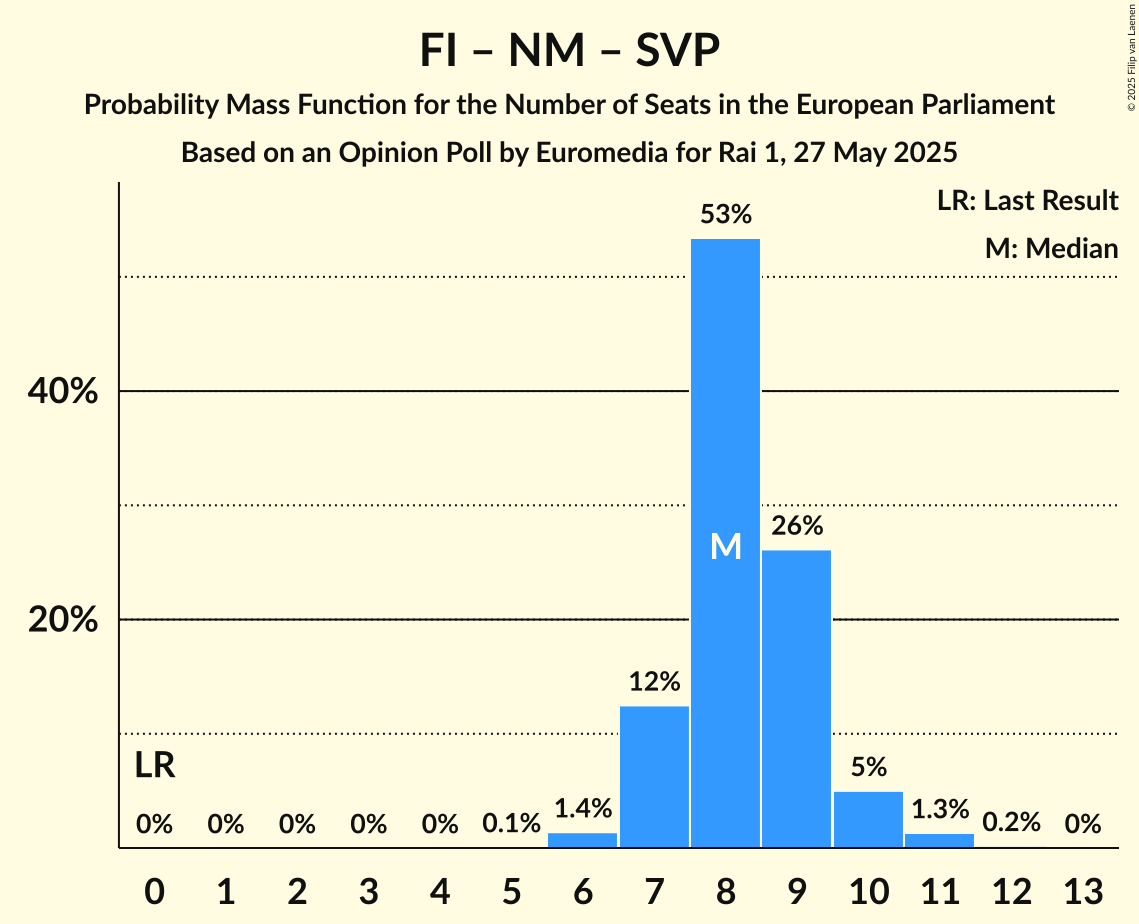 FI – NM – SVP
Probability Mass Function for the Number of Seats in the European Parliament
Based on an Opinion Poll by Euromedia for Rai 1, 27 May 2025
© 2025 Filip van Laenen
LR: Last Result
M: Median
53%
40%
26%
M
20%
12%
LR
5%
0% 0% 0% 0% 0% 0.1% 1.4% 1.3% 0.2% 0%
0 1 2 3 4 5 6 7 8 9 10 11 12 13